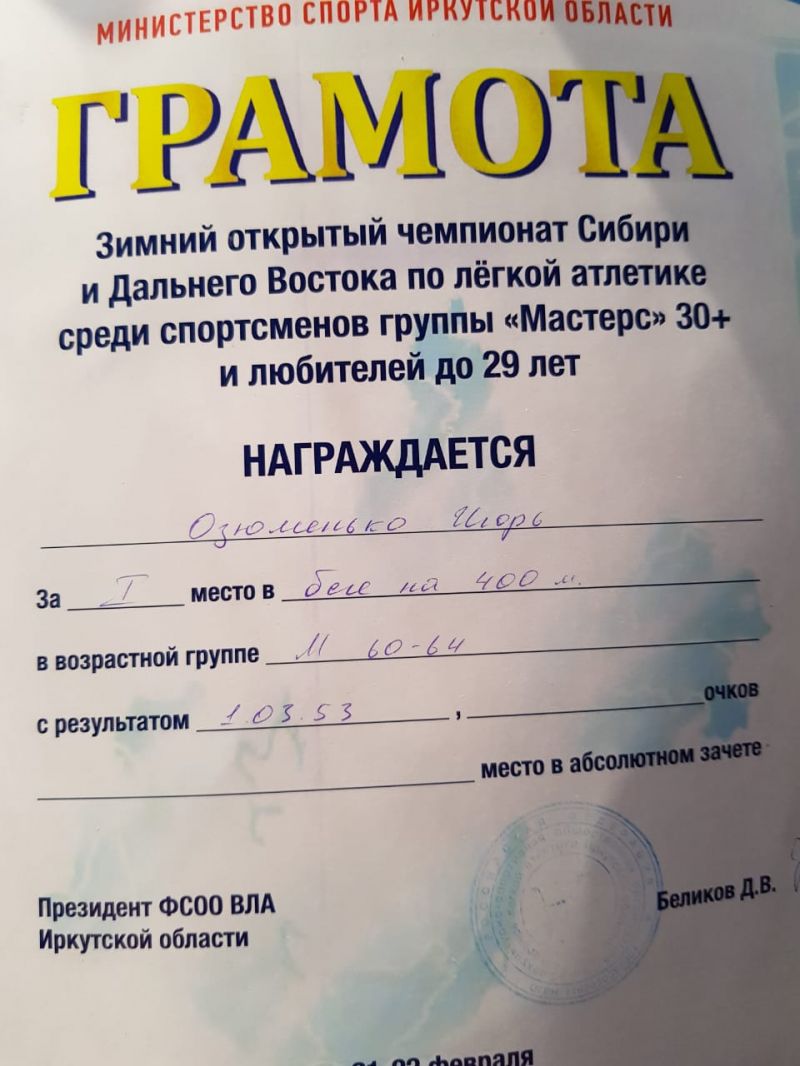 МИНИСТЕРСТВО СПОРТА ИРКУТСКОЙ ОБЛАСТИ
ГРАМОТА
Зимний открытый чемпионат Сибири
и Дальнего Востока по лёгкой атлетике
среди спортсменов группы «Мастерс» 30+
и любителей до 29 лет
НАГРАЖДАЕТСЯ
Озюменько Игорь
За I место в беге на 400 м.
в возрастной группе М 60-64
с результатом 1.03.53 , очков
место в абсолютном зачете
Президент ФСОО ВЛА
Иркутской области
Беликов Д.В.
февраля